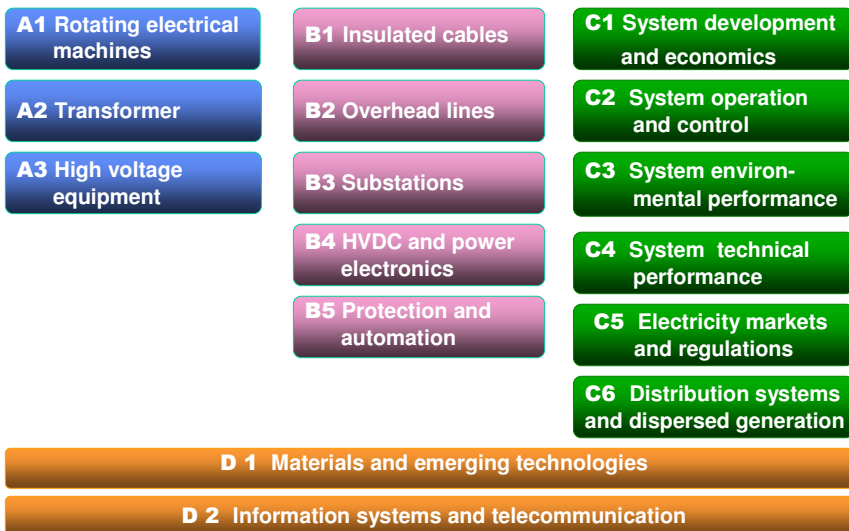 A1 Rotating electrical
machines
A2 Transformer
A3 High voltage
equipment
B1 Insulated cables
B2 Overhead lines
B3 Substations
B4 HVDC and power
electronics
B5 Protection and
automation
C1 System development
and economics
C2 System operation
and control
C3 System environ-
mental performance
C4 System technical
performance
C5 Electricity markets
and regulations
C6 Distribution systems
and dispersed generation
D 1 Materials and emerging technologies
D 2 Information systems and telecommunication